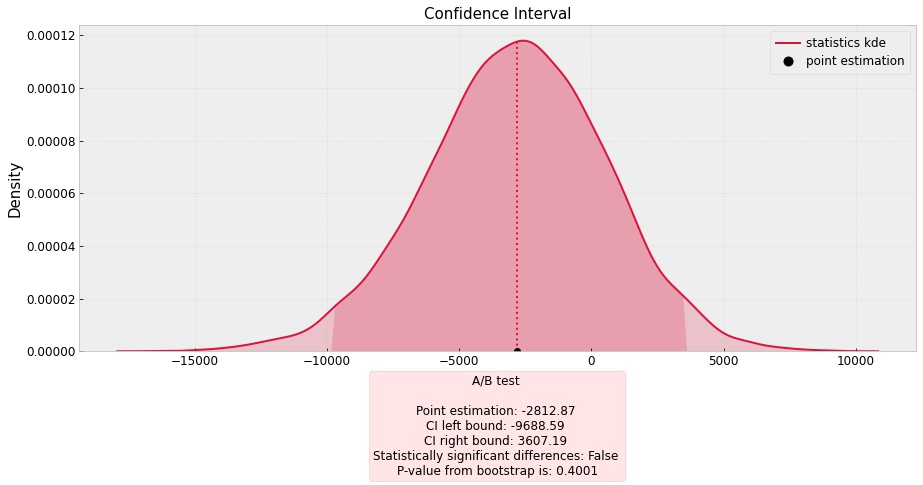 Confidence Interval
statistics kde
point estimation
Density
0.00012
0.00010
0.00008
0.00006
0.00004
0.00002
0.00000
−15000
−10000
−5000
0
5000
10000
A/B test
Point estimation: -2812.87
CI left bound: -9688.59
CI right bound: 3607.19
Statistically significant differences: False
P-value from bootstrap is: 0.4001